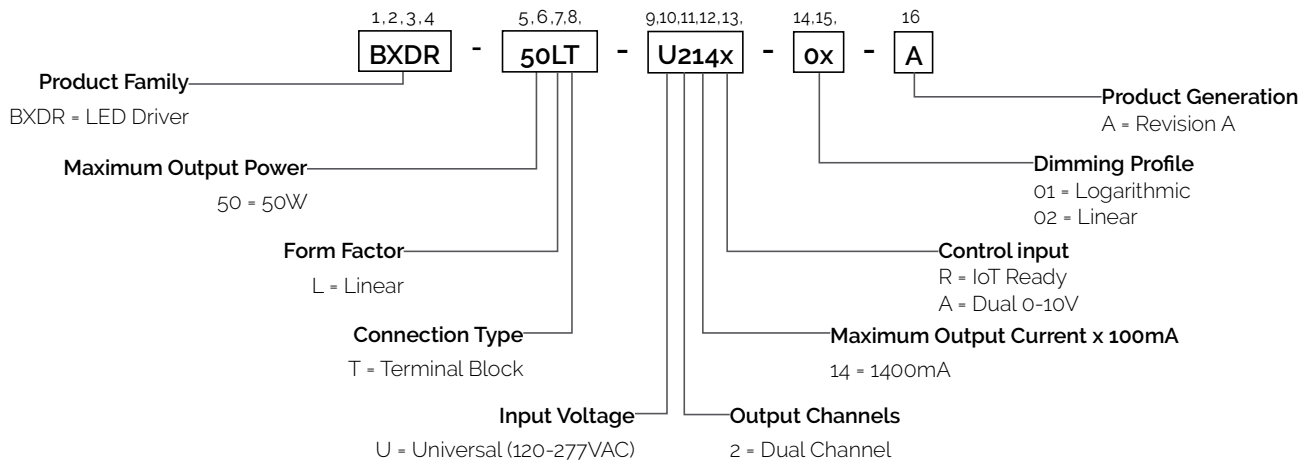 1,2,3,4 5,6,7,8, 9,10,11,12,13, 14,15, 16
BXDR - 50LT - U214x - 0x - A
Product Family
BXDR = LED Driver
Product Generation
A = Revision A
Maximum Output Power
50 = 50W
Dimming Profile
01 = Logarithmic
02 = Linear
Form Factor
L = Linear
Control input
R = IoT Ready
A = Dual 0-10V
Connection Type
T = Terminal Block
Maximum Output Current x 100mA
14 = 1400mA
Input Voltage
U = Universal (120-277VAC)
Output Channels
2 = Dual Channel